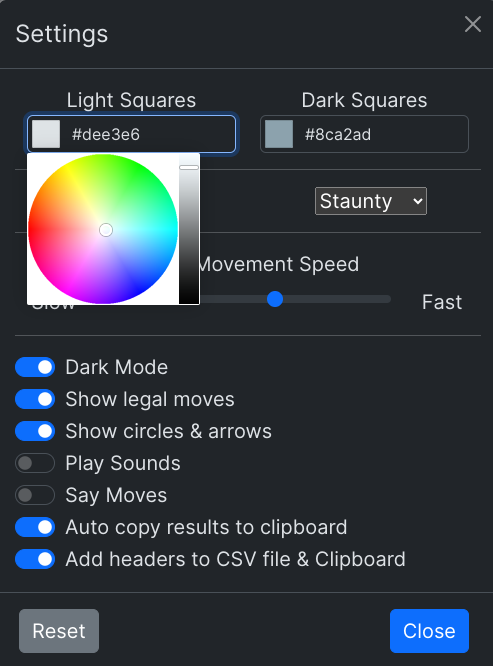 Settings
Light Squares Dark Squares
#dee3e6 #8ca2ad
Staunty
Movement Speed
Slow Fast
Dark Mode
Show legal moves
Show circles & arrows
Play Sounds
Say Moves
Auto copy results to clipboard
Add headers to CSV file & Clipboard
Reset Close